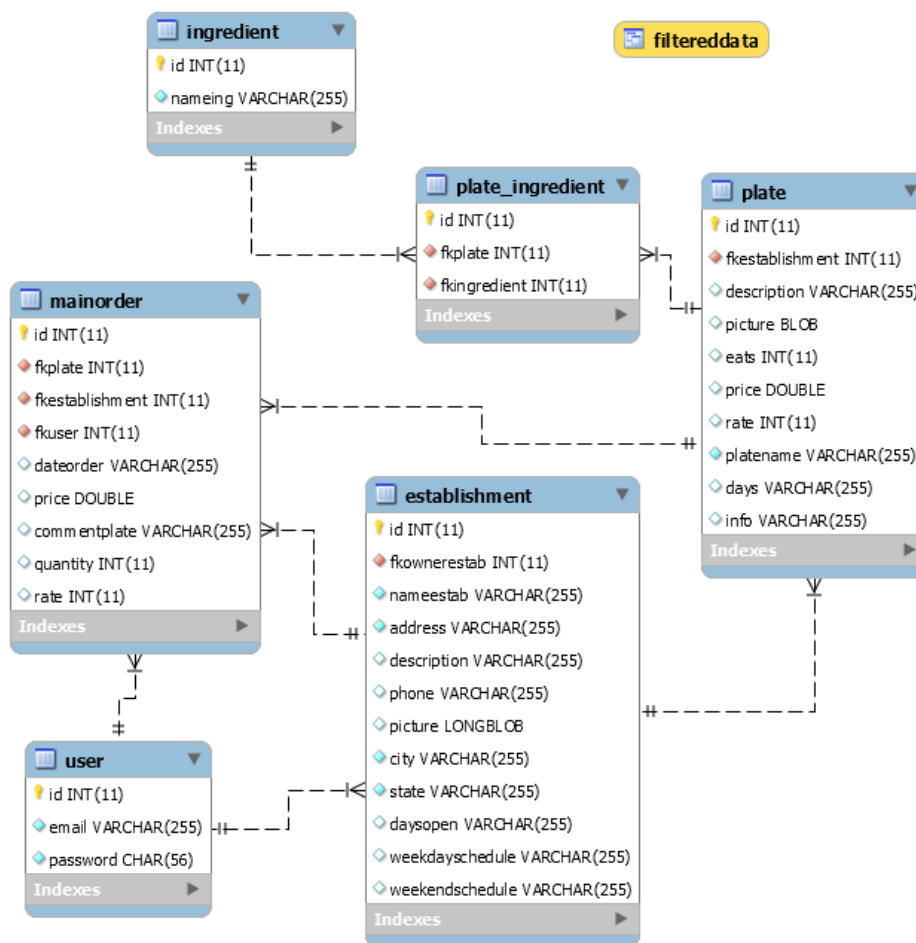 ingredient
id INT(11)
nameing VARCHAR(255)
Indexes
filtereddata
plate_ingredient
id INT(11)
fkplate INT(11)
fkingredient INT(11)
Indexes
plate
id INT(11)
fkestablishment INT(11)
description VARCHAR(255)
picture BLOB
eats INT(11)
price DOUBLE
rate INT(11)
platename VARCHAR(255)
days VARCHAR(255)
info VARCHAR(255)
Indexes
mainorder
id INT(11)
fkplate INT(11)
fkestablishment INT(11)
fkuser INT(11)
dateorder VARCHAR(255)
price DOUBLE
commentplate VARCHAR(255)
quantity INT(11)
rate INT(11)
Indexes
establishment
id INT(11)
fkownerestab INT(11)
nameestab VARCHAR(255)
address VARCHAR(255)
description VARCHAR(255)
phone VARCHAR(255)
picture LONGBLOB
city VARCHAR(255)
state VARCHAR(255)
daysopen VARCHAR(255)
weekdayschedule VARCHAR(255)
weekendschedule VARCHAR(255)
Indexes
user
id INT(11)
email VARCHAR(255)
password CHAR(56)
Indexes